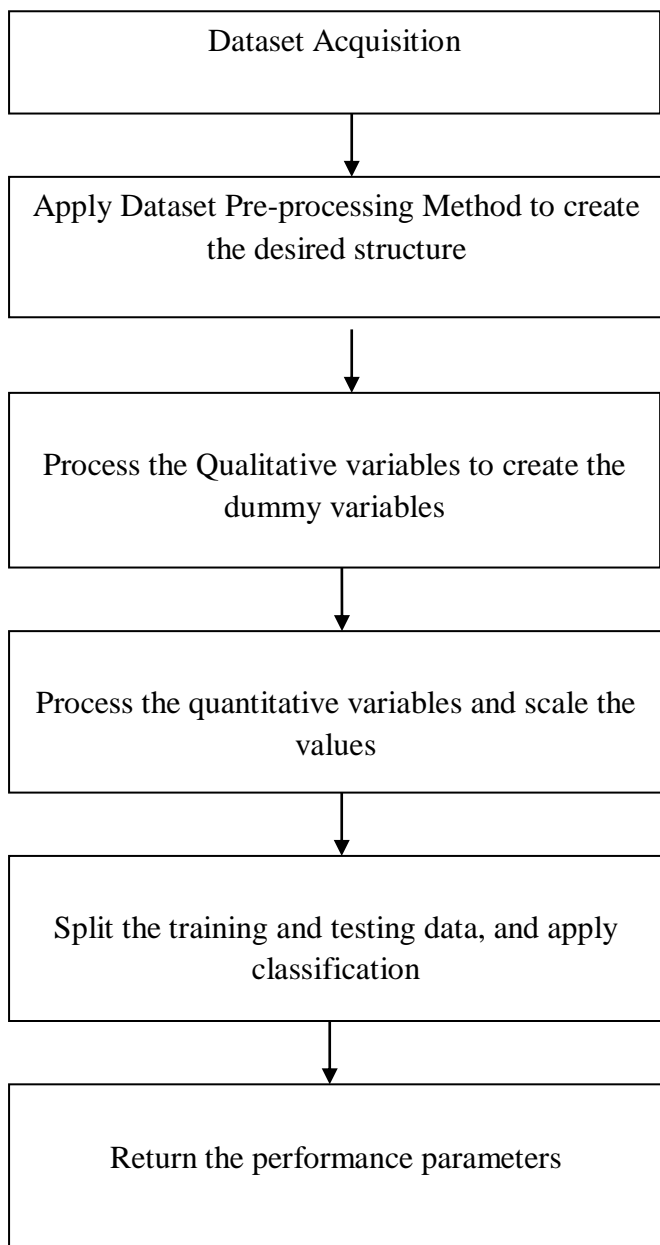 Dataset Acquisition
Apply Dataset Pre-processing Method to create
the desired structure
Process the Qualitative variables to create the
dummy variables
Process the quantitative variables and scale the
values
Split the training and testing data, and apply
classification
Return the performance parameters